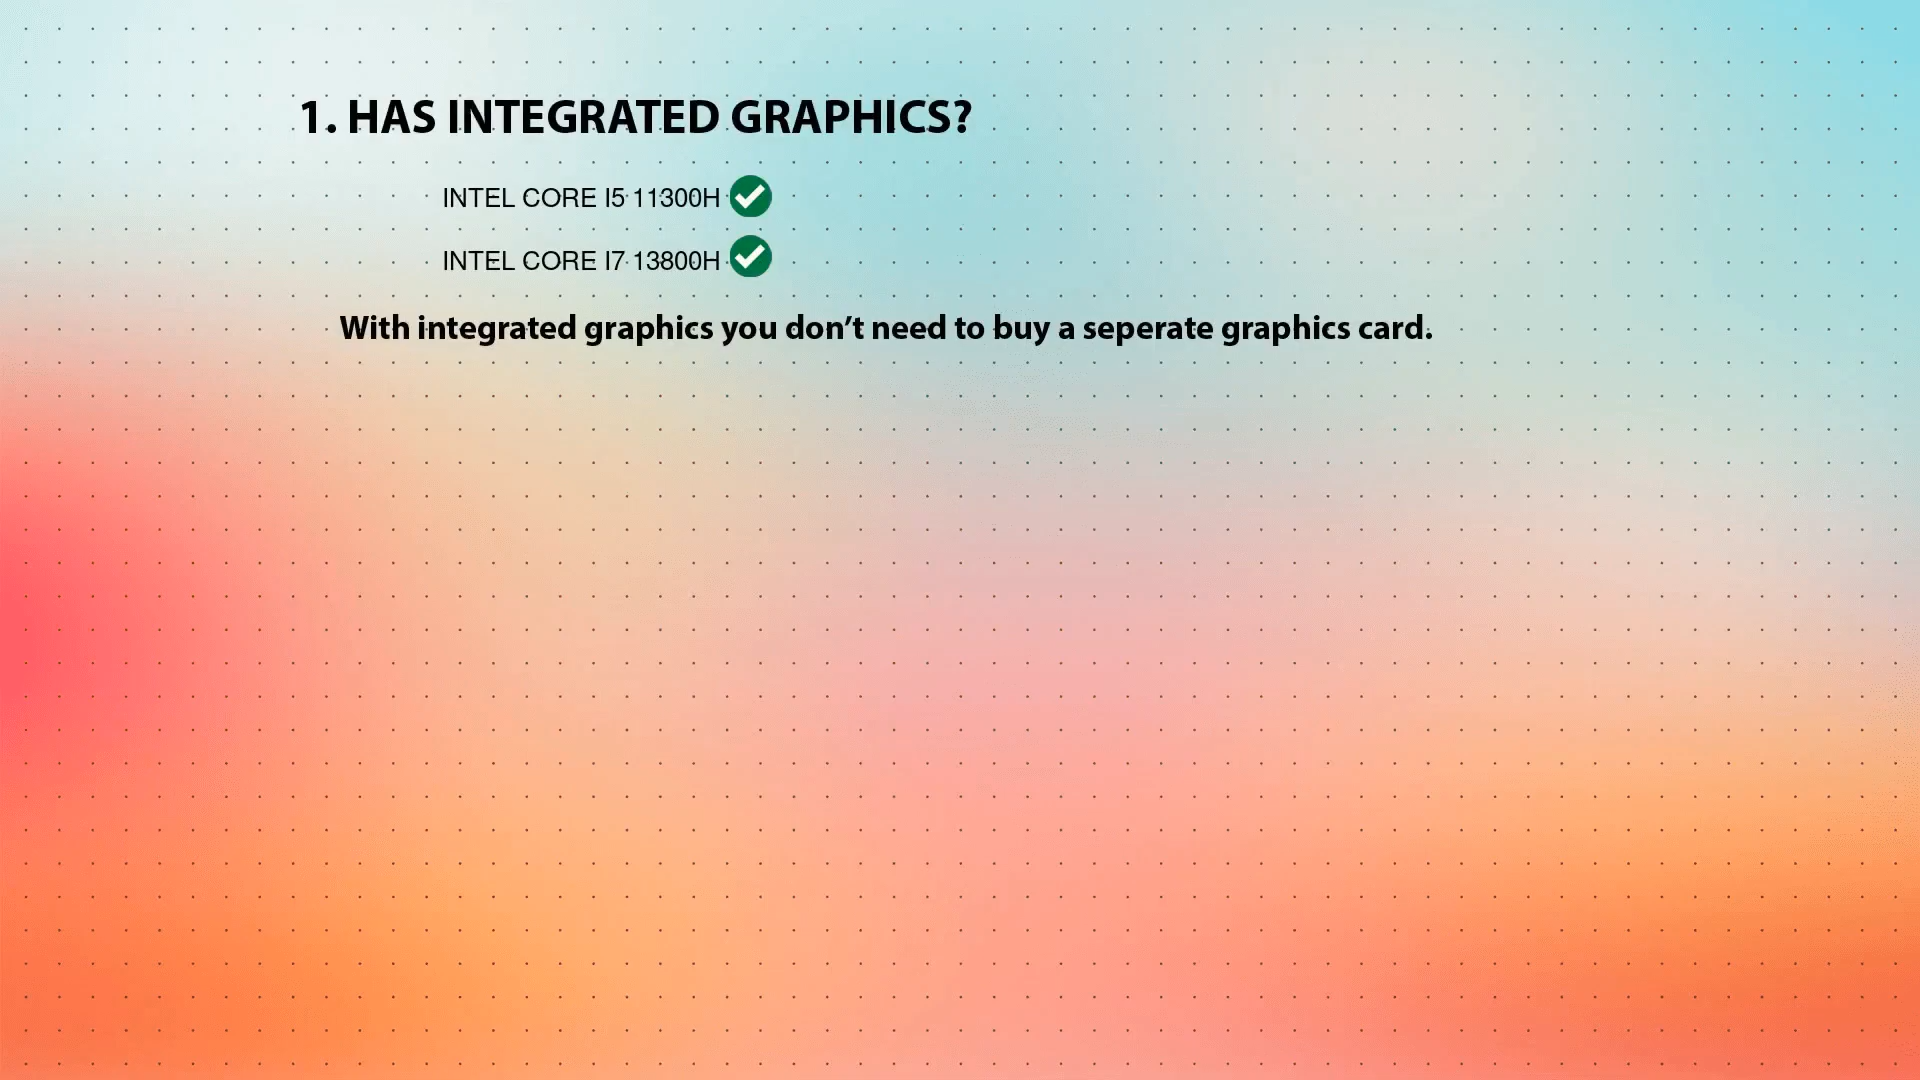 1. HAS INTEGRATED GRAPHICS?
INTEL CORE I5 11300H
INTEL CORE I7 13800H
With integrated graphics you don’t need to buy a seperate graphics card.